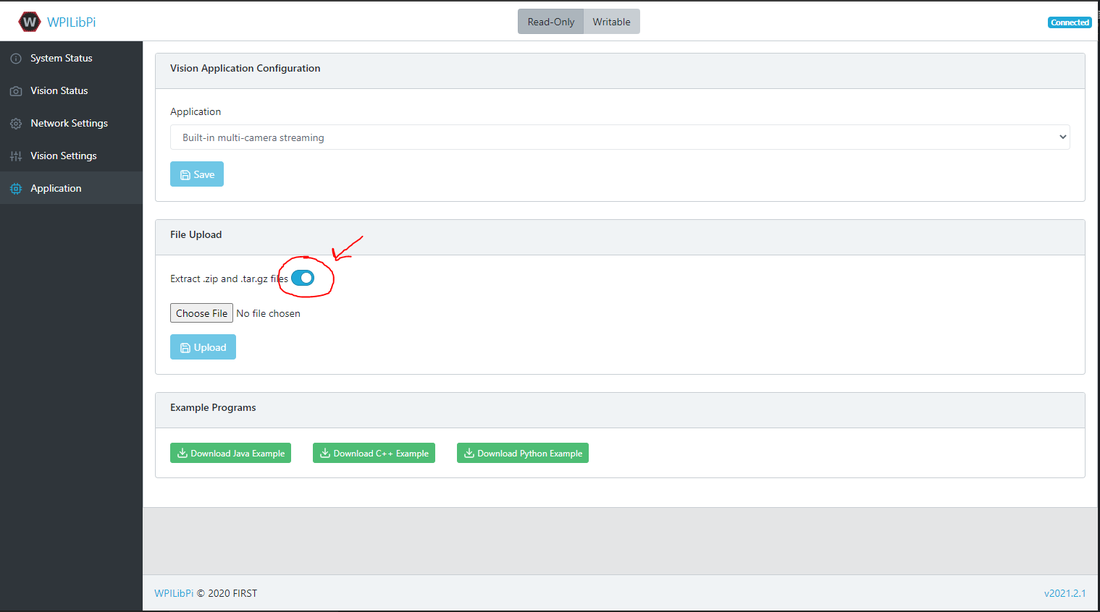 W WPILibPi
Read-Only Writable
Connected
System Status
Vision Status
Network Settings
Vision Settings
Application
Vision Application Configuration
Application
Built-in multi-camera streaming
Save
File Upload
Extract .zip and .tar.gz files
Choose File No file chosen
Upload
Example Programs
Download Java Example Download C++ Example Download Python Example
WPILibPi © 2020 FIRST
v2021.2.1